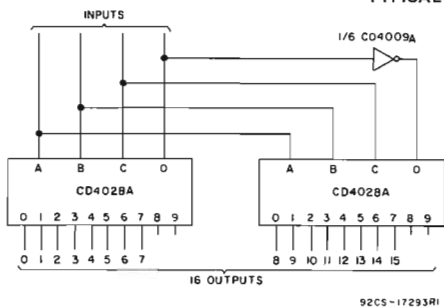 TYPICAL
INPUTS
1/6 CD4009A
A B C D
A B C D
CD4028A
CD4028A
0 1 2 3 4 5 6 7 8 9
0 1 2 3 4 5 6 7 8 9
0 1 2 3 4 5 6 7
8 9 10 11 12 13 14 15
16 OUTPUTS
92CS-17293R1